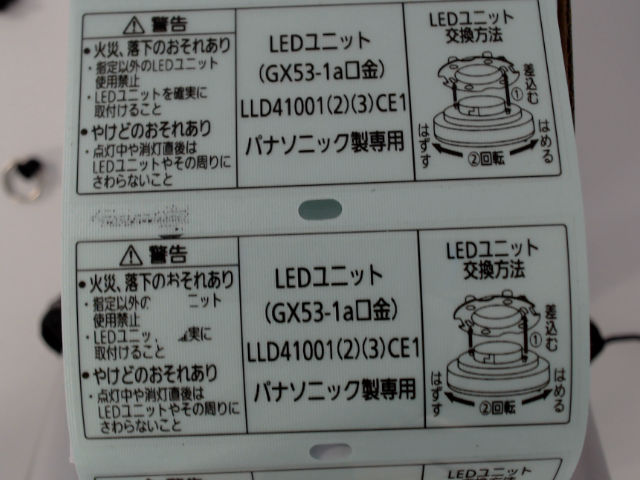 警告
・火災、落下のおそれあり
・指定以外のLEDユニット
使用禁止
・LEDユニットを確実に
取付けること
・やけどのおそれあり
・点灯中や消灯直後は
LEDユニットやその周りに
さわらないこと
LEDユニット
(GX53-1a口金)
LLD41001(2)(3)CE1
パナソニック製専用
LEDユニット
交換方法
差込む
①
はずす
はめる
②回転
警告
・火災、落下のおそれあり
・指定以外の ニット
使用禁止
・LEDユニ 確実に
取付けること
・やけどのおそれあり
・点灯中や消灯直後は
LEDユニットやその周りに
さわらないこと
LEDユニット
(GX53-1a口金)
LLD41001(2)(3)CE1
パナソニック製専用
LEDユニット
交換方法
差込む
①
はずす
はめる
②回転
LEDユニット